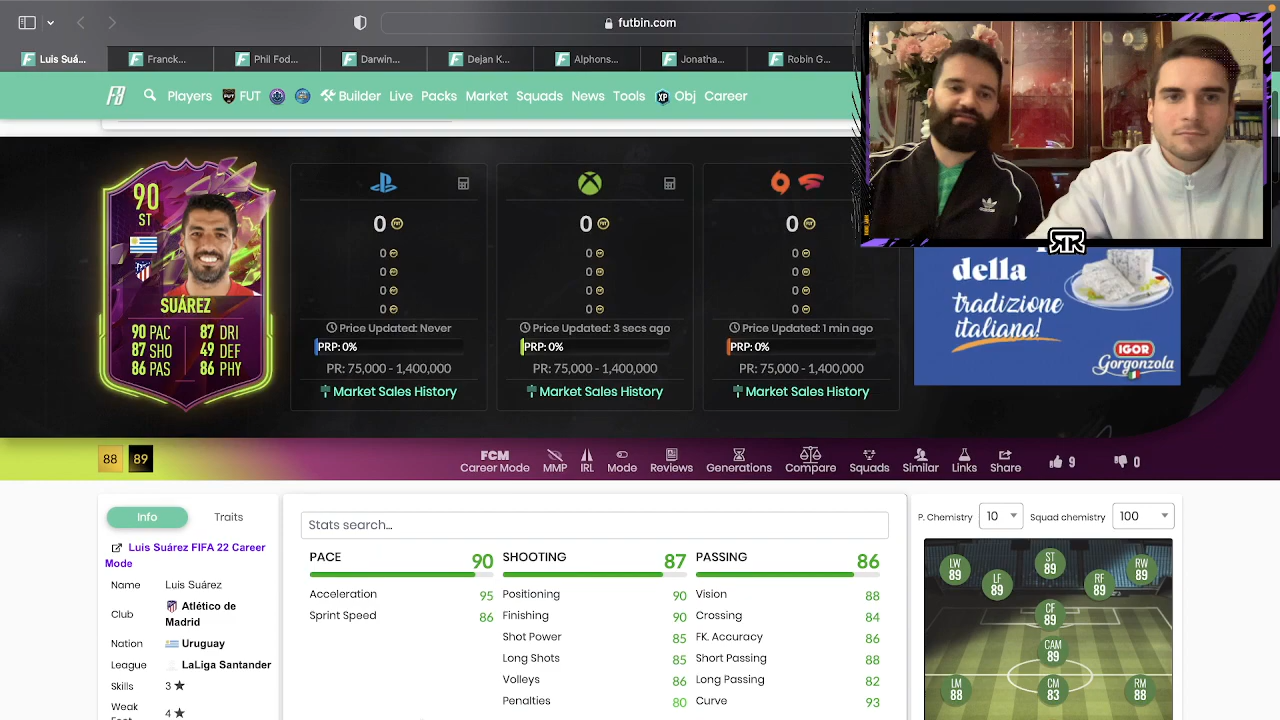 futbin.com
Luis Suá...
Franck...
Phil Fod...
Darwin...
Dejan K...
Alphons...
Jonatha...
Robin G...
Players
FUT
Builder
Live
Packs
Market
Squads
News
Tools
XP Obj
Career
90
ST
SUÁREZ
90 PAC 87 DRI
87 SHO 49 DEF
86 PAS 86 PHY
0
0
0
0
0
Price Updated: Never
PRP: 0%
PR: 75,000 - 1,400,000
Market Sales History
0
0
0
0
0
Price Updated: 3 secs ago
PRP: 0%
PR: 75,000 - 1,400,000
Market Sales History
0
0
0
0
0
Price Updated: 1 min ago
PRP: 0%
PR: 75,000 - 1,400,000
Market Sales History
della
tradizione
italiana!
IGOR
Gorgonzola
88 89
FCM
Career Mode
MMP
IRL
Mode
Reviews
Generations
Compare
Squads
Similar
Links
Share
9
0
Info Traits
Luis Suárez FIFA 22 Career
Mode
Name Luis Suárez
Club Atlético de
Madrid
Nation Uruguay
League LaLiga Santander
Skills 3
Weak
Foot 4
Stats search...
PACE 90
Acceleration 95
Sprint Speed 86
SHOOTING 87
Positioning 90
Finishing 90
Shot Power 85
Long Shots 85
Volleys 86
Penalties 80
PASSING 86
Vision 88
Crossing 84
FK. Accuracy 86
Short Passing 88
Long Passing 82
Curve 93
P. Chemistry 10 Squad chemistry 100
LW
89
ST
89
RW
89
LF
89
RF
89
CF
89
CAM
89
LM
88
CM
83
RM
88